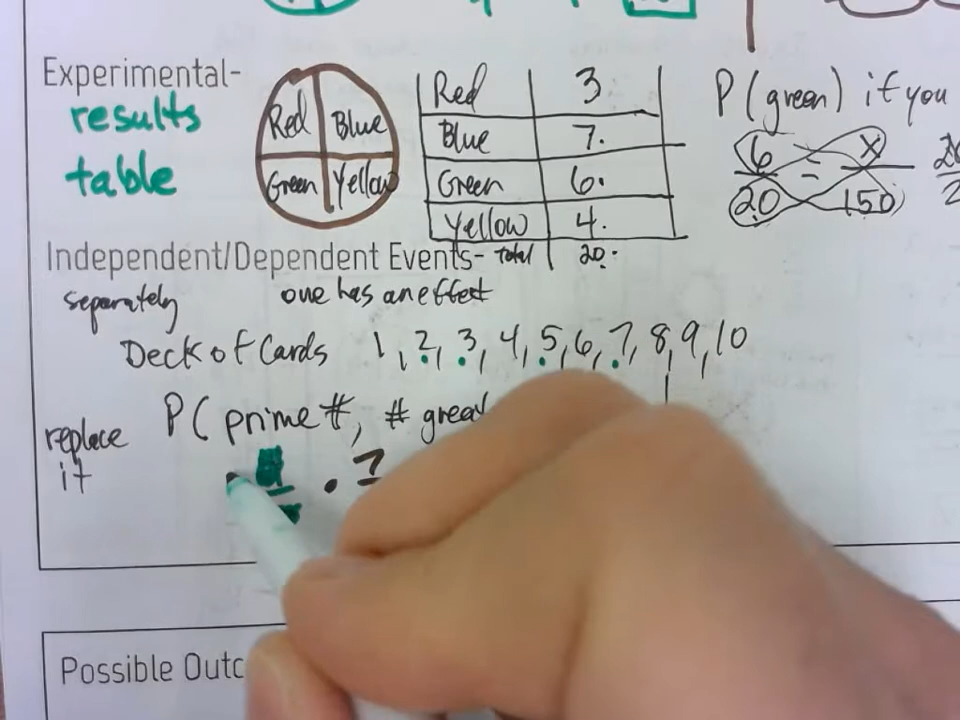 Experimental-
results
table
Red Blue
Green Yellow
Red 3
Blue 7.
Green 6.
Yellow 4.
total 20.
P(green) if you
6/20 = x/150
Independent/Dependent Events-
separately one has an effect
Deck of Cards 1, 2, 3, 4, 5, 6, 7, 8, 9, 10
P(prime #, #
replace
it
· 7
Possible